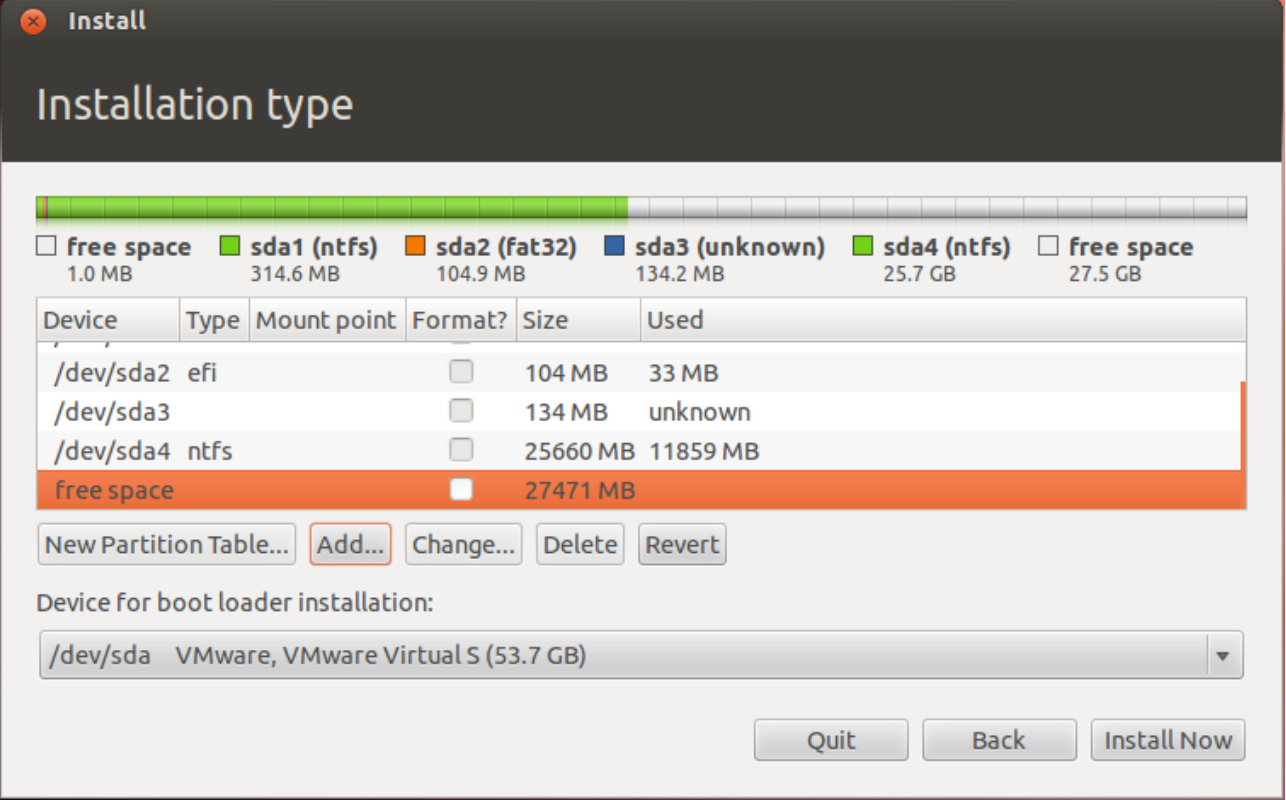 Install
Installation type
free space sda1 (ntfs) sda2 (fat32) sda3 (unknown) sda4 (ntfs) free space
1.0 MB 314.6 MB 104.9 MB 134.2 MB 25.7 GB 27.5 GB
Device Type Mount point Format? Size Used
/dev/sda2 efi 104 MB 33 MB
/dev/sda3 134 MB unknown
/dev/sda4 ntfs 25660 MB 11859 MB
free space 27471 MB
New Partition Table... Add... Change... Delete Revert
Device for boot loader installation:
/dev/sda VMware, VMware Virtual S (53.7 GB)
Quit Back Install Now